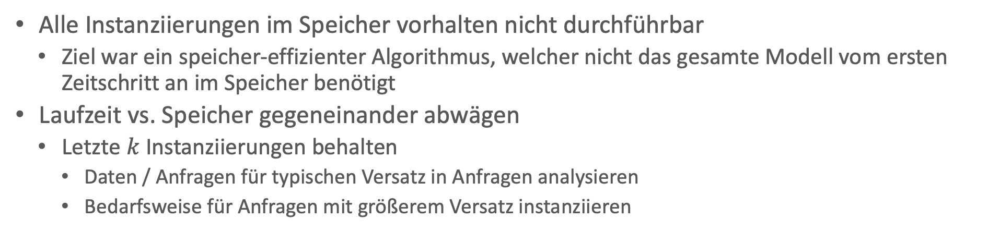 • Alle Instanziierungen im Speicher vorhalten nicht durchführbar
• Ziel war ein speicher-effizienter Algorithmus, welcher nicht das gesamte Modell vom ersten
Zeitschritt an im Speicher benötigt
• Laufzeit vs. Speicher gegeneinander abwägen
• Letzte k Instanziierungen behalten
• Daten / Anfragen für typischen Versatz in Anfragen analysieren
• Bedarfsweise für Anfragen mit größerem Versatz instanziieren